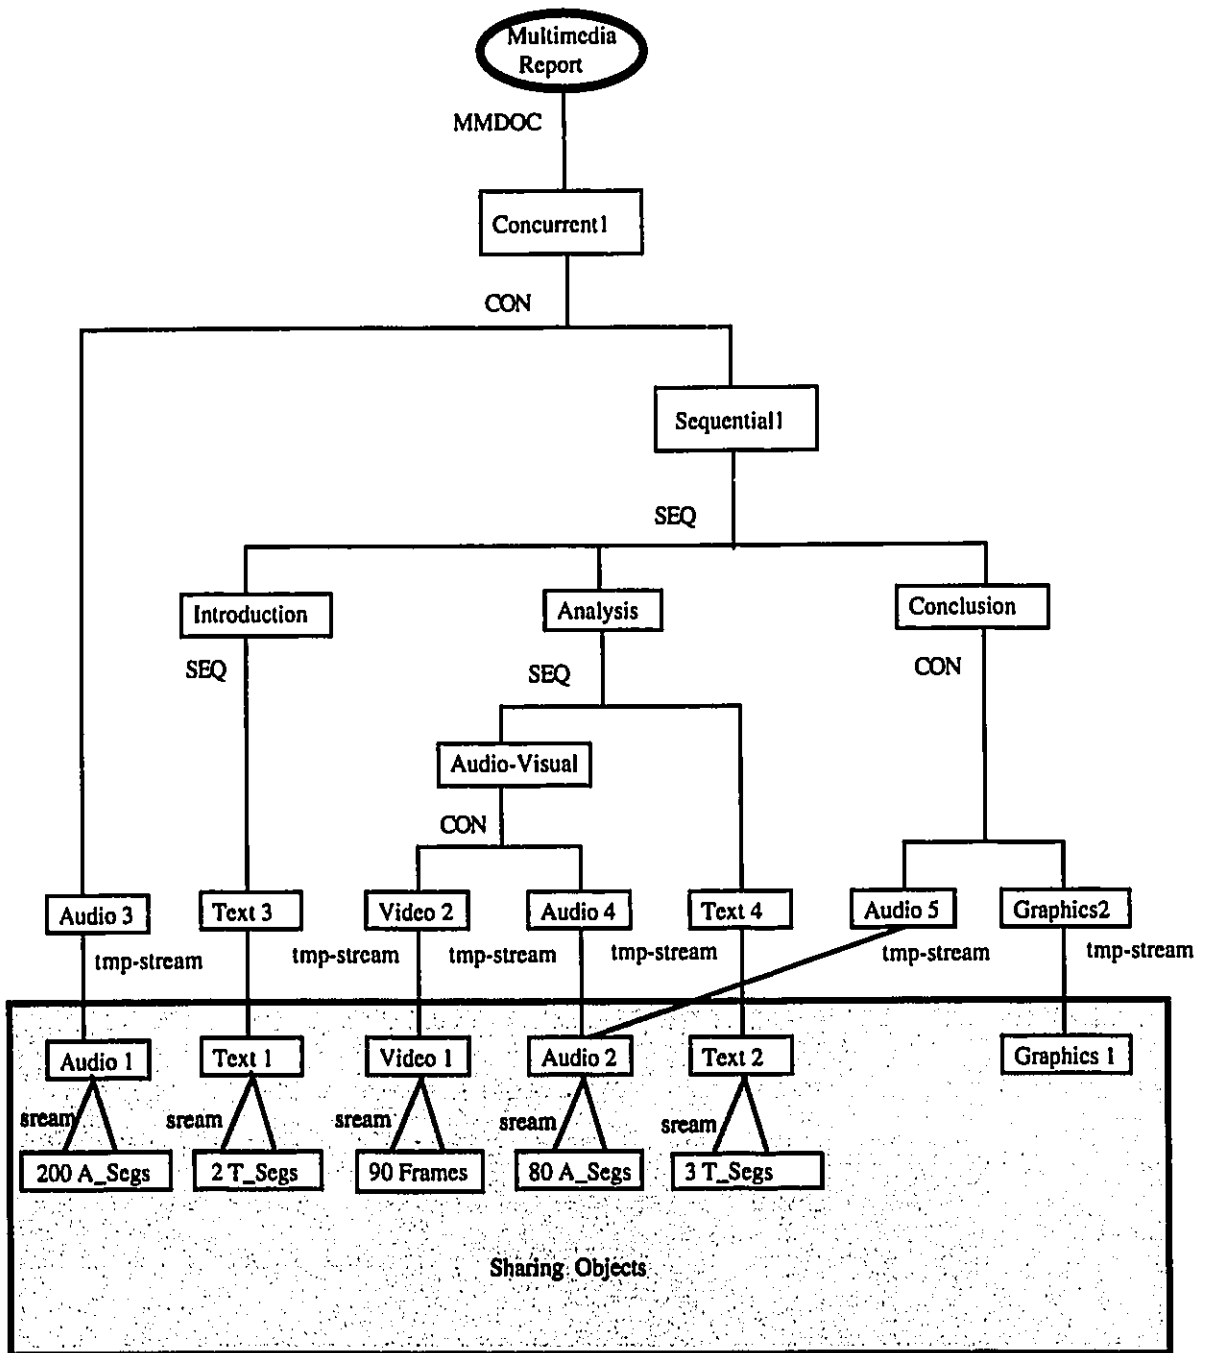 Multimedia
Report
MMDOC
Concurrent1
CON
Sequential1
SEQ
Introduction
Analysis
Conclusion
SEQ
SEQ
CON
Audio-Visual
CON
Audio 3
Text 3
Video 2
Audio 4
Text 4
Audio 5
Graphics2
tmp-stream
tmp-stream
tmp-stream
tmp-stream
tmp-stream
tmp-stream
Audio 1
Text 1
Video 1
Audio 2
Text 2
Graphics 1
sream
sream
sream
sream
sream
200 A_Segs
2 T_Segs
90 Frames
80 A_Segs
3 T_Segs
Sharing Objects